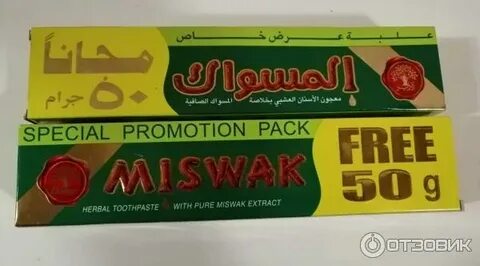 علبة عرض خاص
مجاناً
٥٠ جرام
المسواك
معجون الأسنان العشبي بخلاصة المسواك الصافية
SPECIAL PROMOTION PACK
MISWAK
HERBAL TOOTHPASTE WITH PURE MISWAK EXTRACT
FREE
50 g
ОТЗОВИК